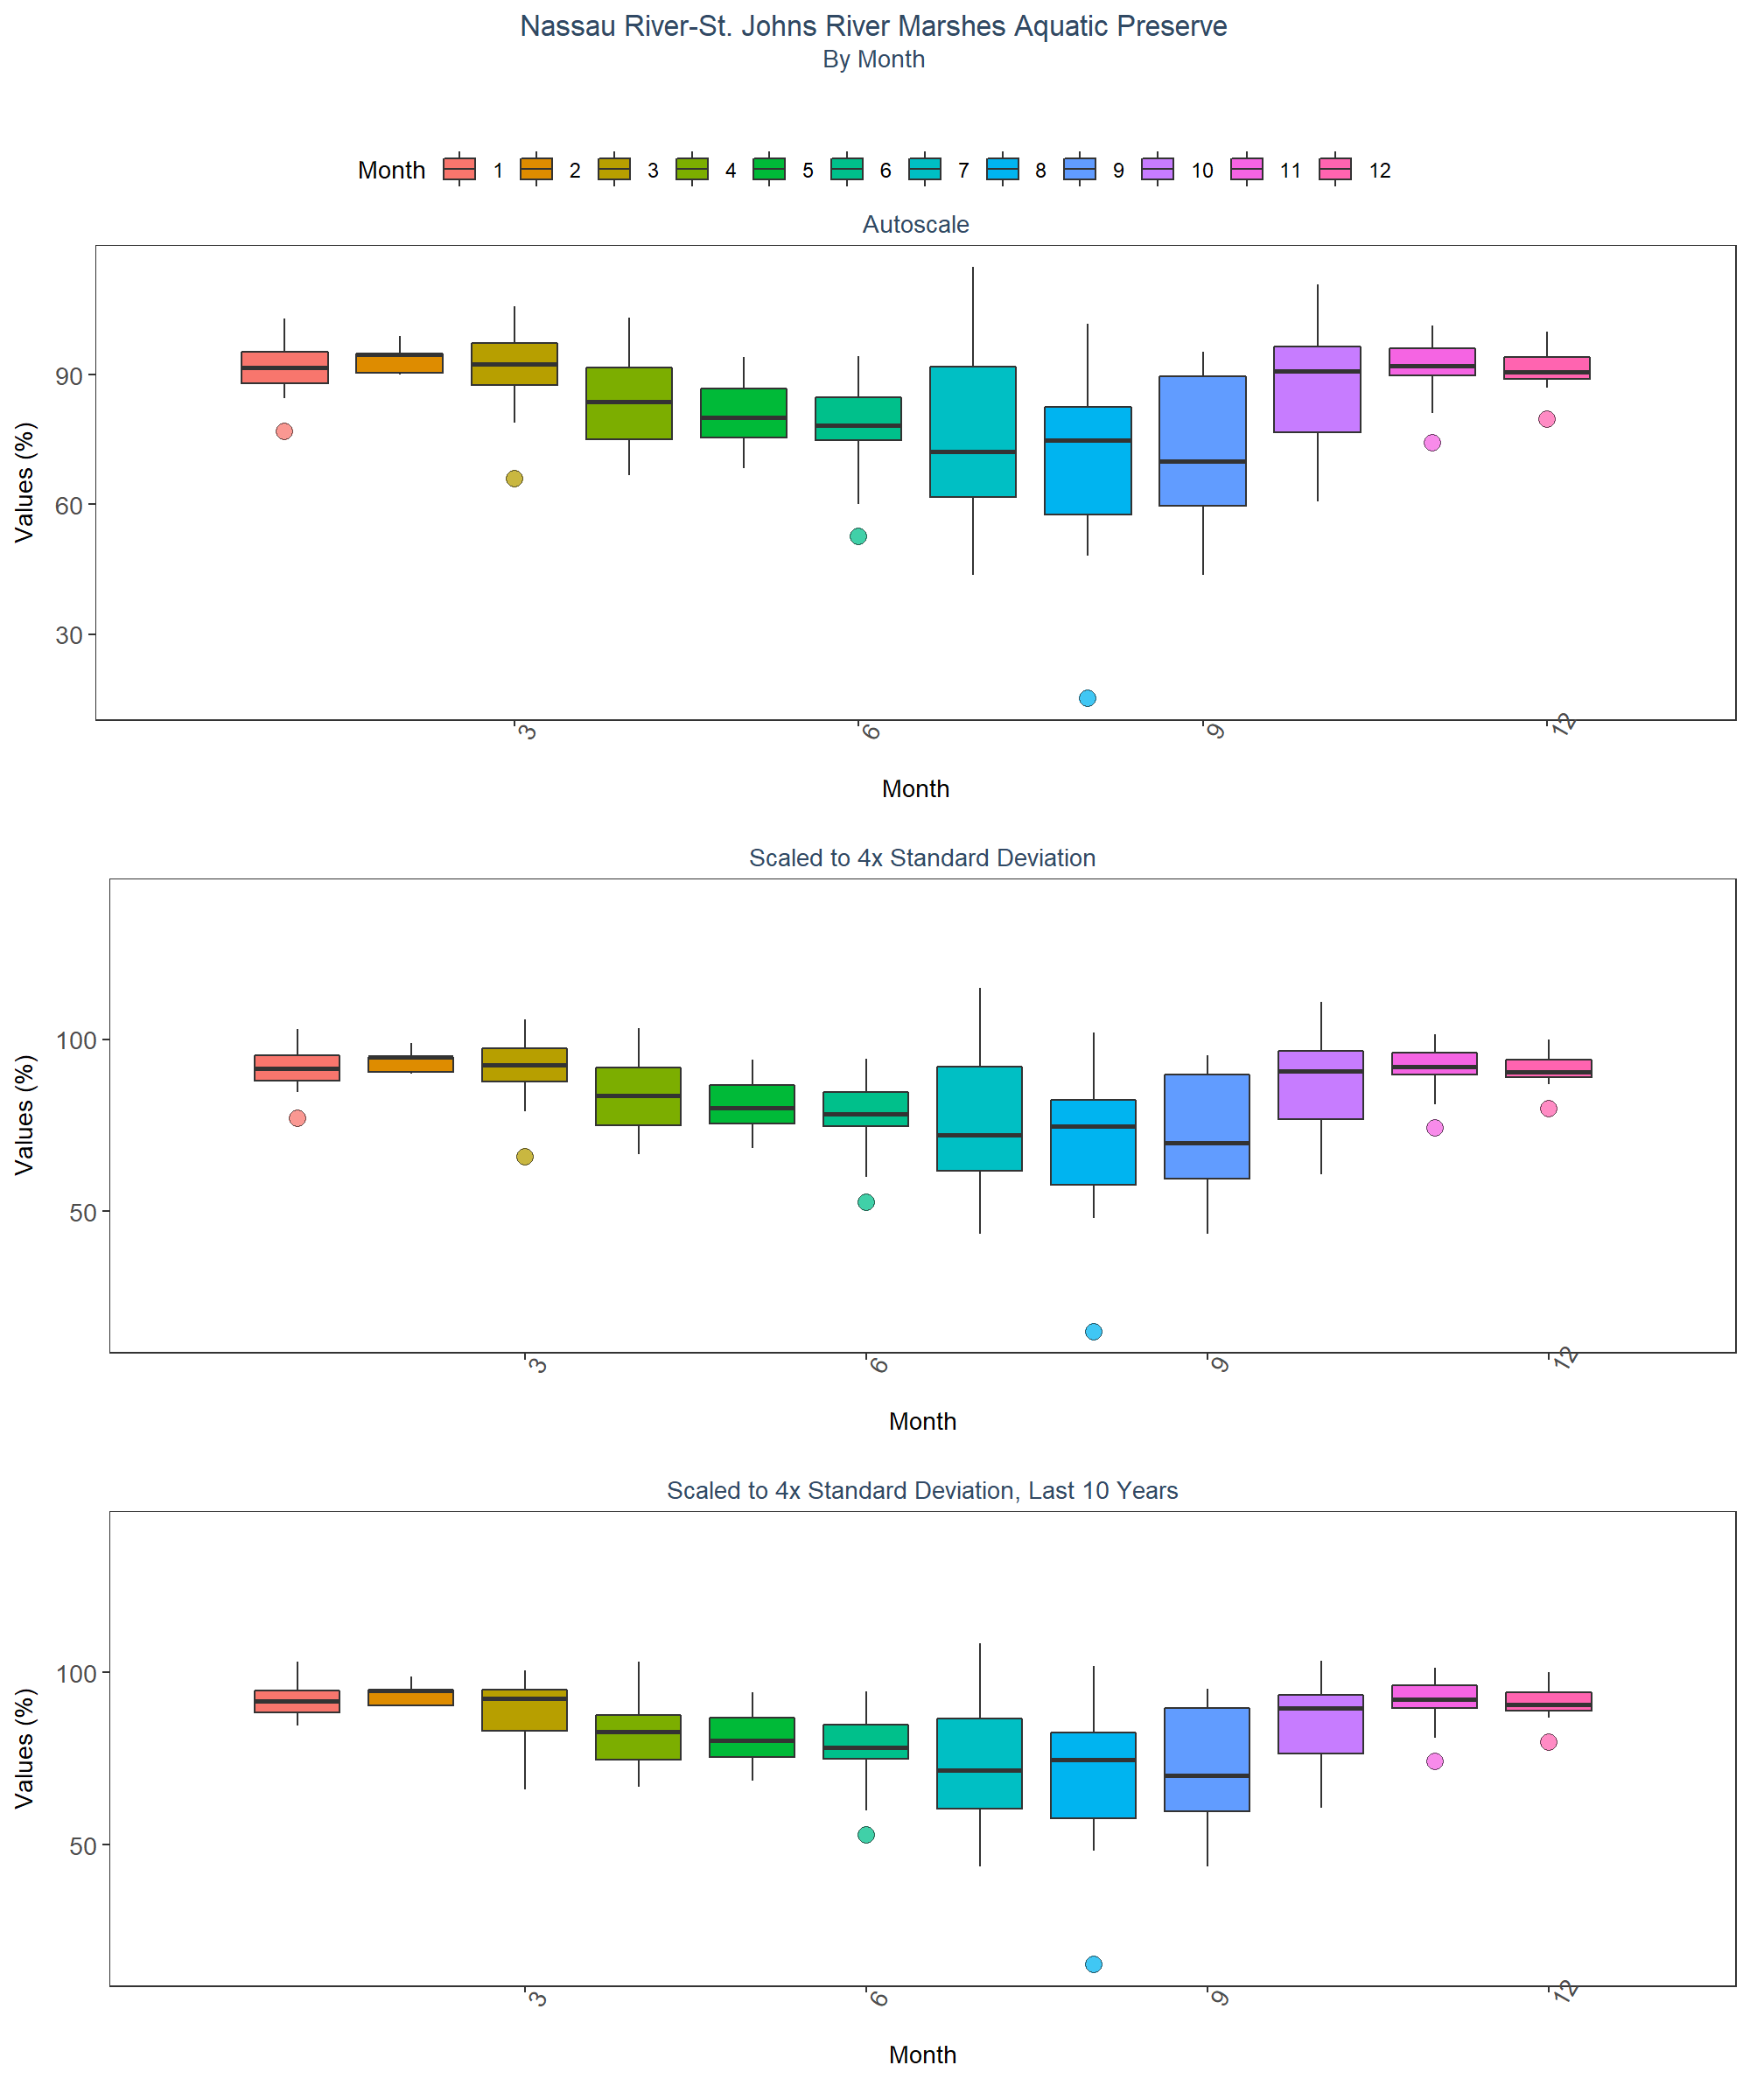 Nassau River-St. Johns River Marshes Aquatic Preserve
By Month
Month 1 2 3 4 5 6 7 8 9 10 11 12
Autoscale
Values (%)
90
60
30
3 6 9 12
Month
Scaled to 4x Standard Deviation
Values (%)
100
50
3 6 9 12
Month
Scaled to 4x Standard Deviation, Last 10 Years
Values (%)
100
50
3 6 9 12
Month